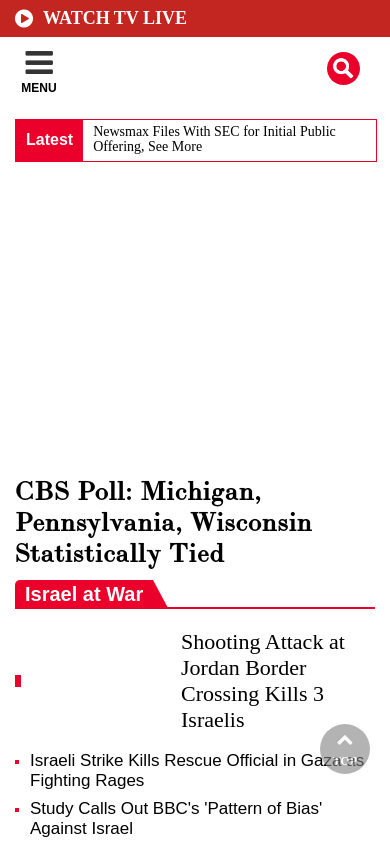 WATCH TV LIVE
MENU
Latest
Newsmax Files With SEC for Initial Public
Offering, See More
CBS Poll: Michigan,
Pennsylvania, Wisconsin
Statistically Tied
Israel at War
Shooting Attack at
Jordan Border
Crossing Kills 3
Israelis
Israeli Strike Kills Rescue Official in Gaza as
Fighting Rages
Study Calls Out BBC's 'Pattern of Bias'
Against Israel